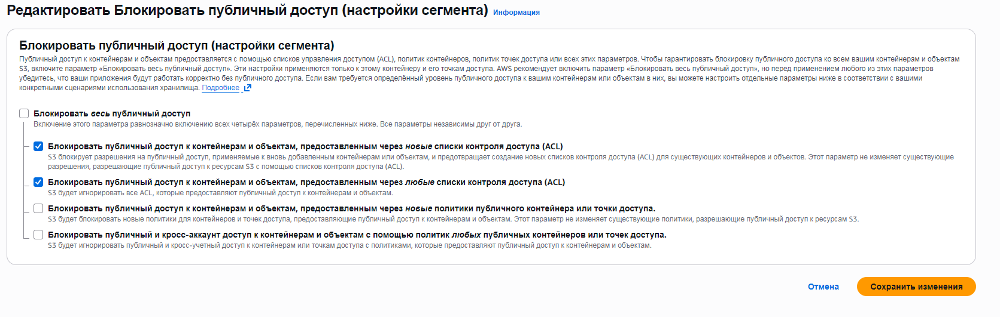 Редактировать Блокировать публичный доступ (настройки сегмента) Информация
Блокировать публичный доступ (настройки сегмента)
Публичный доступ к контейнерам и объектам предоставляется с помощью списков управления доступом (ACL), политик контейнеров, политик точек доступа или всех этих параметров. Чтобы гарантировать блокировку публичного доступа ко всем вашим контейнерам и объектам
S3, включите параметр «Блокировать весь публичный доступ». Эти настройки применяются только к этому контейнеру и его точкам доступа. AWS рекомендует включить параметр «Блокировать весь публичный доступ», но перед применением любого из этих параметров
убедитесь, что ваши приложения будут работать корректно без публичного доступа. Если вам требуется определённый уровень публичного доступа к вашим контейнерам или объектам в них, вы можете настроить отдельные параметры ниже в соответствии с вашими
конкретными сценариями использования хранилища. Подробнее
Блокировать весь публичный доступ
Включение этого параметра равнозначно включению всех четырёх параметров, перечисленных ниже. Все параметры независимы друг от друга.
Блокировать публичный доступ к контейнерам и объектам, предоставленным через новые списки контроля доступа (ACL)
S3 блокирует разрешения на публичный доступ, применяемые к вновь добавленным контейнерам или объектам, и предотвращает создание новых списков контроля доступа (ACL) для существующих контейнеров и объектов. Этот параметр не изменяет существующие
разрешения, разрешающие публичный доступ к ресурсам S3 с помощью списков контроля доступа (ACL).
Блокировать публичный доступ к контейнерам и объектам, предоставленным через любые списки контроля доступа (ACL)
S3 будет игнорировать все ACL, которые предоставляют публичный доступ к контейнерам и объектам.
Блокировать публичный доступ к контейнерам и объектам, предоставленным через новые политики публичного контейнера или точки доступа.
S3 будет блокировать новые политики для контейнеров и точек доступа, предоставляющие публичный доступ к контейнерам и объектам. Этот параметр не изменяет существующие политики, разрешающие публичный доступ к ресурсам S3.
Блокировать публичный и кросс-аккаунт доступ к контейнерам и объектам с помощью политик любых публичных контейнеров или точек доступа.
S3 будет игнорировать публичный и кросс-учетный доступ к контейнерам или точкам доступа с политиками, которые предоставляют публичный доступ к контейнерам и объектам.
Отмена Сохранить изменения